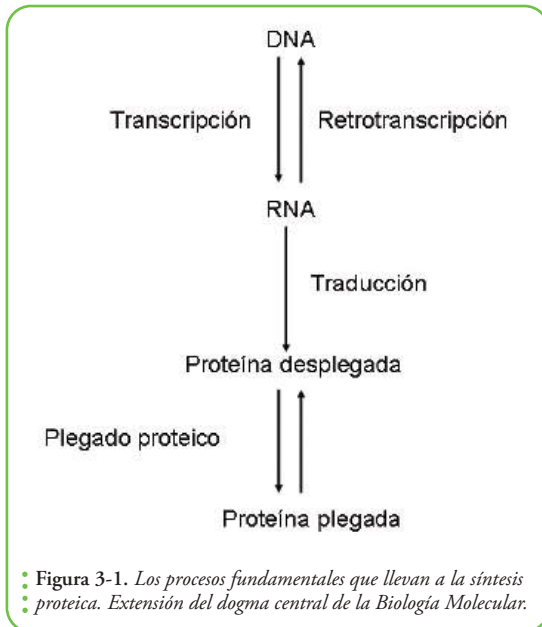 DNA
Transcripción Retrotranscripción
RNA
Traducción
Proteína desplegada
Plegado proteico
Proteína plegada
Figura 3-1. Los procesos fundamentales que llevan a la síntesis
proteica. Extensión del dogma central de la Biología Molecular.